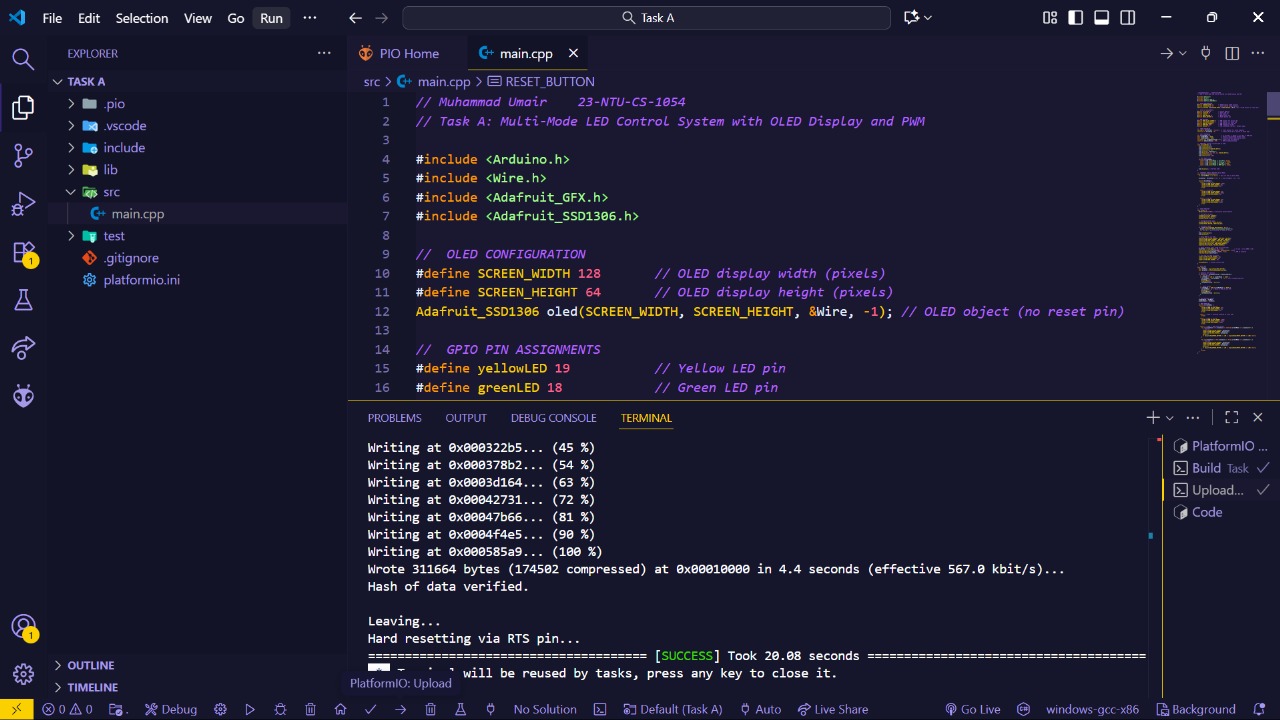 File Edit Selection View Go Run ··· Task A
EXPLORER ···
TASK A
.pio
.vscode
include
lib
src
main.cpp
test
.gitignore
platformio.ini
OUTLINE
TIMELINE
PIO Home main.cpp
src > main.cpp > RESET_BUTTON
1 // Muhammad Umair    23-NTU-CS-1054
2 // Task A: Multi-Mode LED Control System with OLED Display and PWM
3
4 #include <Arduino.h>
5 #include <Wire.h>
6 #include <Adafruit_GFX.h>
7 #include <Adafruit_SSD1306.h>
8
9 //  OLED CONFIGURATION
10 #define SCREEN_WIDTH 128       // OLED display width (pixels)
11 #define SCREEN_HEIGHT 64       // OLED display height (pixels)
12 Adafruit_SSD1306 oled(SCREEN_WIDTH, SCREEN_HEIGHT, &Wire, -1); // OLED object (no reset pin)
13
14 //  GPIO PIN ASSIGNMENTS
15 #define yellowLED 19           // Yellow LED pin
16 #define greenLED 18            // Green LED pin
PROBLEMS OUTPUT DEBUG CONSOLE TERMINAL
Writing at 0x000322b5... (45 %)
Writing at 0x000378b2... (54 %)
Writing at 0x0003d164... (63 %)
Writing at 0x00042731... (72 %)
Writing at 0x00047b66... (81 %)
Writing at 0x0004f4e5... (90 %)
Writing at 0x000585a9... (100 %)
Wrote 311664 bytes (174502 compressed) at 0x00010000 in 4.4 seconds (effective 567.0 kbit/s)...
Hash of data verified.
Leaving...
Hard resetting via RTS pin...
==================================== [SUCCESS] Took 20.08 seconds ====================================
will be reused by tasks, press any key to close it.
PlatformIO: Upload
PlatformIO ...
Build Task
Upload...
Code
1
1
0 0 Debug No Solution Default (Task A) Auto Live Share Go Live windows-gcc-x86 Background